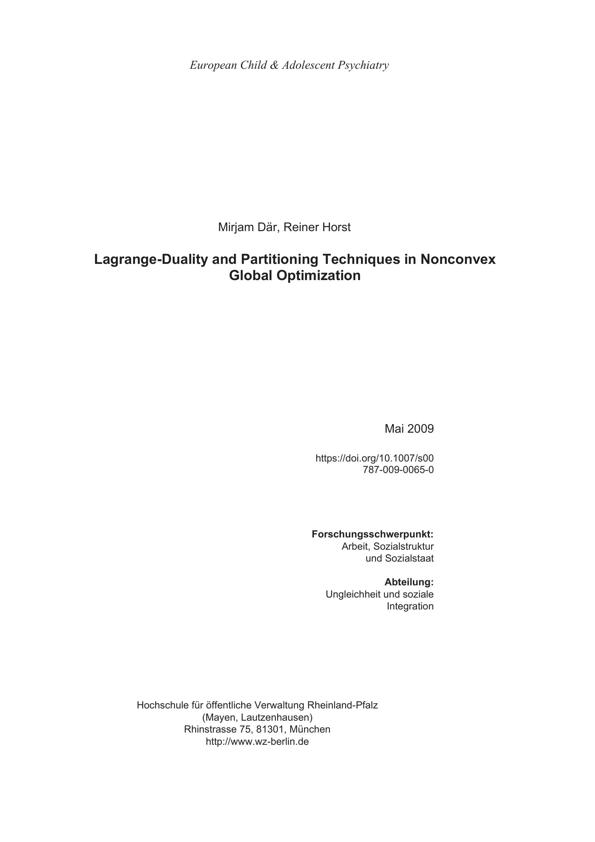 European Child & Adolescent Psychiatry
Mirjam Där, Reiner Horst
Lagrange-Duality and Partitioning Techniques in Nonconvex
Global Optimization
Mai 2009
https://doi.org/10.1007/s00
787-009-0065-0
Forschungsschwerpunkt:
Arbeit, Sozialstruktur
und Sozialstaat
Abteilung:
Ungleichheit und soziale
Integration
Hochschule für öffentliche Verwaltung Rheinland-Pfalz
(Mayen, Lautzenhausen)
Rhinstrasse 75, 81301, München
http://www.wz-berlin.de